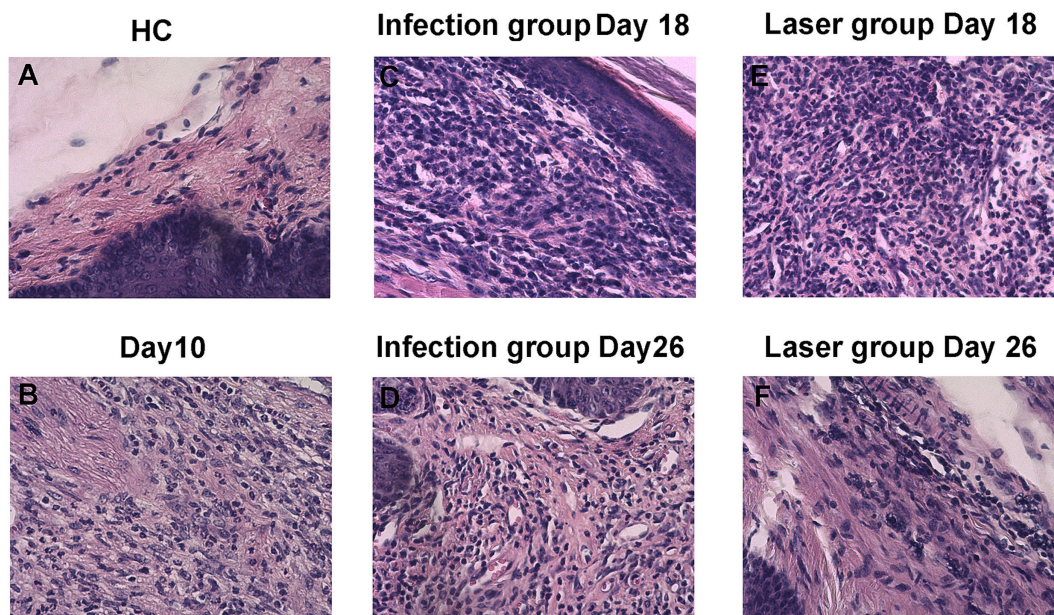 HC
Infection group Day 18
Laser group Day 18
A
C
E
Day10
Infection group Day26
Laser group Day 26
B
D
F